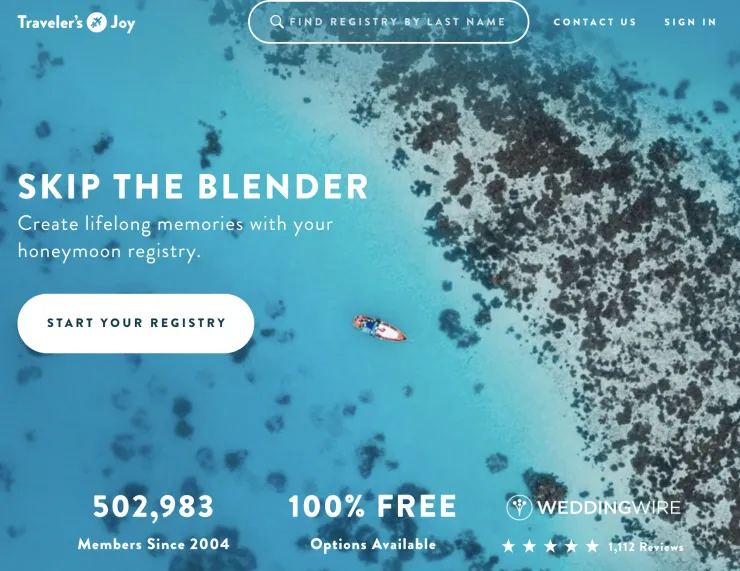 Traveler's Joy
FIND REGISTRY BY LAST NAME
CONTACT US
SIGN IN
SKIP THE BLENDER
Create lifelong memories with your
honeymoon registry.
START YOUR REGISTRY
502,983
Members Since 2004
100% FREE
Options Available
WEDDINGWIRE
1,112 Reviews